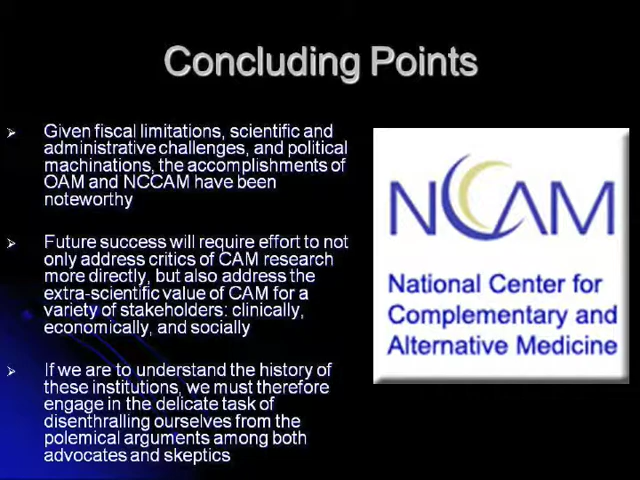 Concluding Points
Given fiscal limitations, scientific and
administrative challenges, and political
machinations, the accomplishments of
OAM and NCCAM have been
noteworthy
Future success will require effort to not
only address critics of CAM research
more directly, but also address the
extra-scientific value of CAM for a
variety of stakeholders: clinically,
economically, and socially
If we are to understand the history of
these institutions, we must therefore
engage in the delicate task of
disenthralling ourselves from the
polemical arguments among both
advocates and skeptics
NCCAM
National Center for
Complementary and
Alternative Medicine